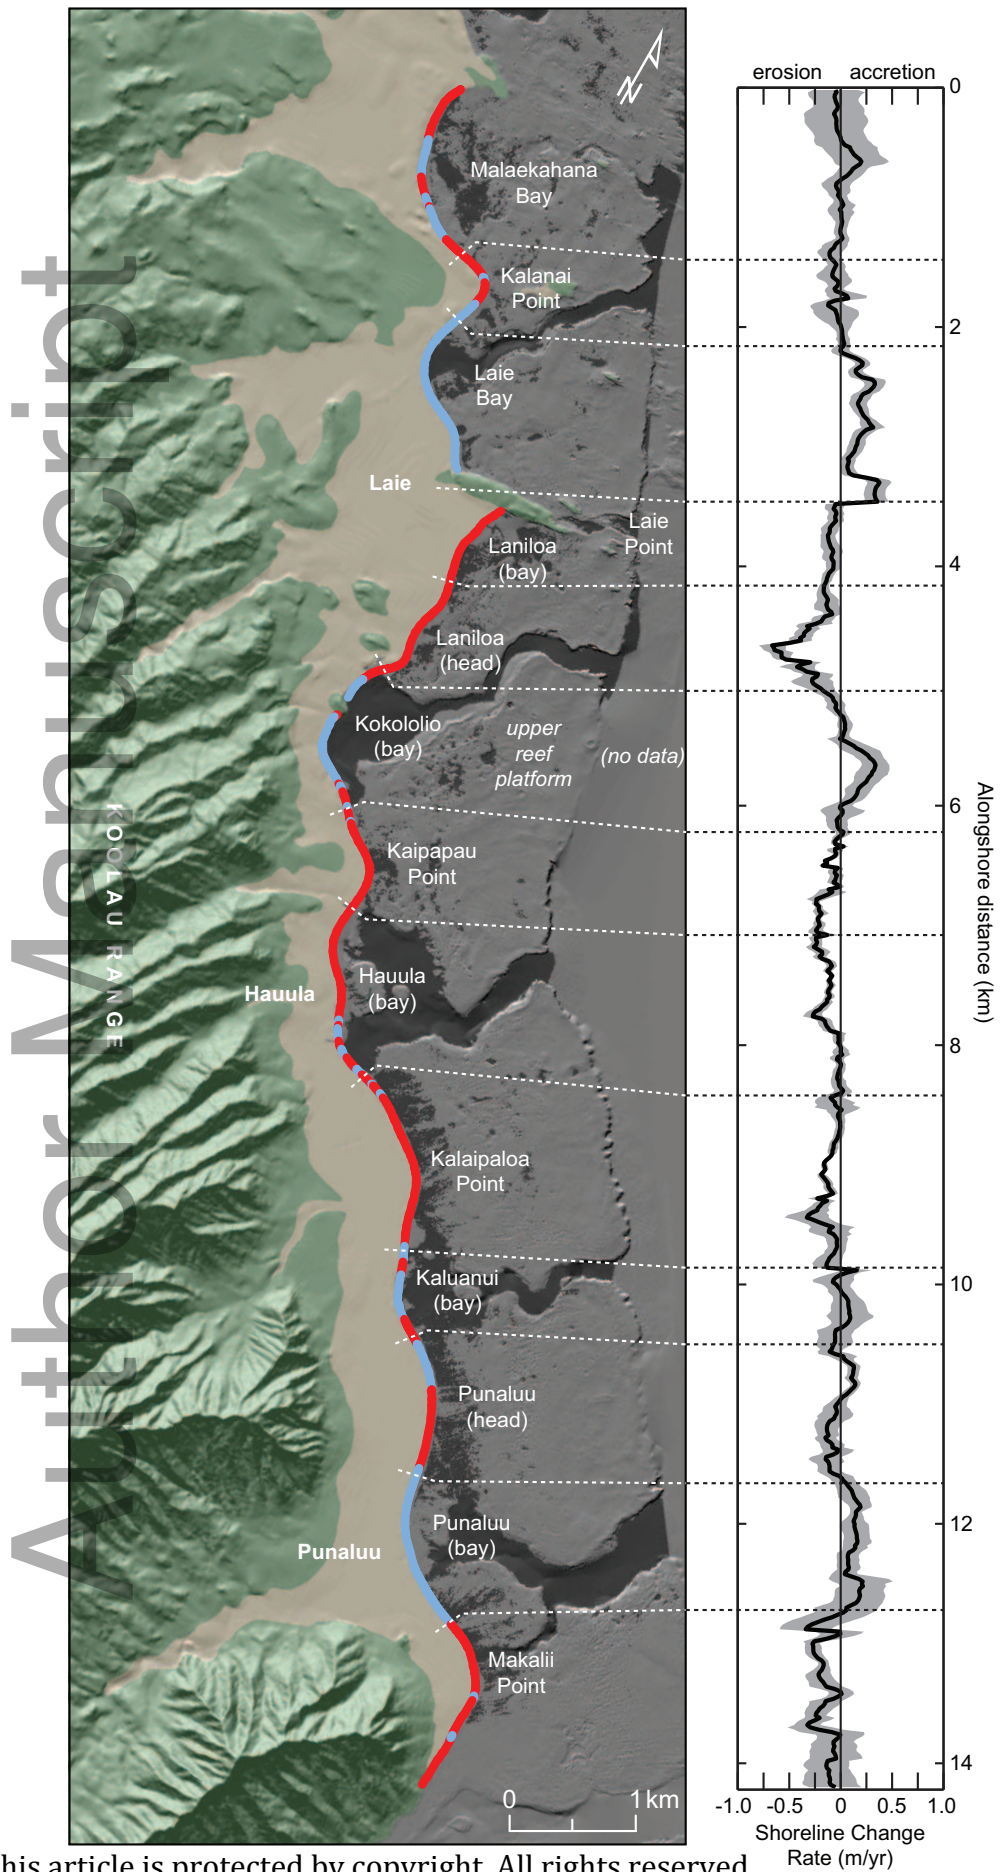 N
erosion
accretion
0
Malaekahana
Bay
Kalanai
Point
2
Laie
Bay
Laie
Laie
Point
Laniloa
(bay)
4
Laniloa
(head)
Kokololio
(bay)
upper
reef
platform
(no data)
6
Kaipapau
Point
KOOLAU RANGE
Hauula
Hauula
(bay)
Alongshore distance
(km)
8
Kalaipaloa
Point
Kaluanui
(bay)
10
Punaluu
(head)
Punaluu
(bay)
Punaluu
12
Makalii
Point
14
0
1 km
-1.0 -0.5 0 0.5 1.0
Shoreline Change
Rate (m/yr)
Author Manuscript
his article is protected by copyright. All rights reserved